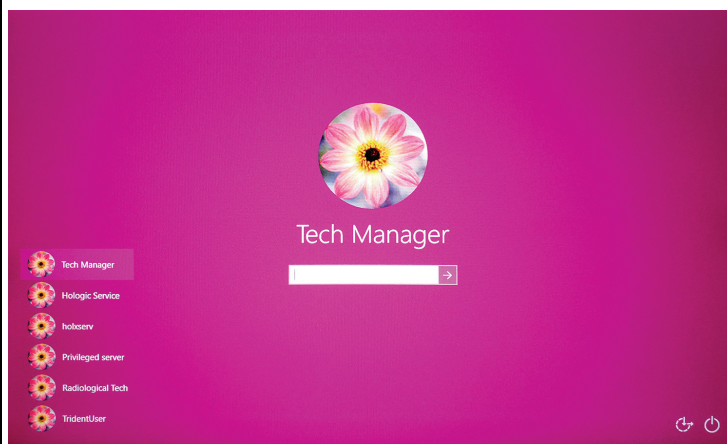 Tech Manager
Tech Manager
Hologic Service
holxserv
Privileged server
Radiological Tech
TridentUser